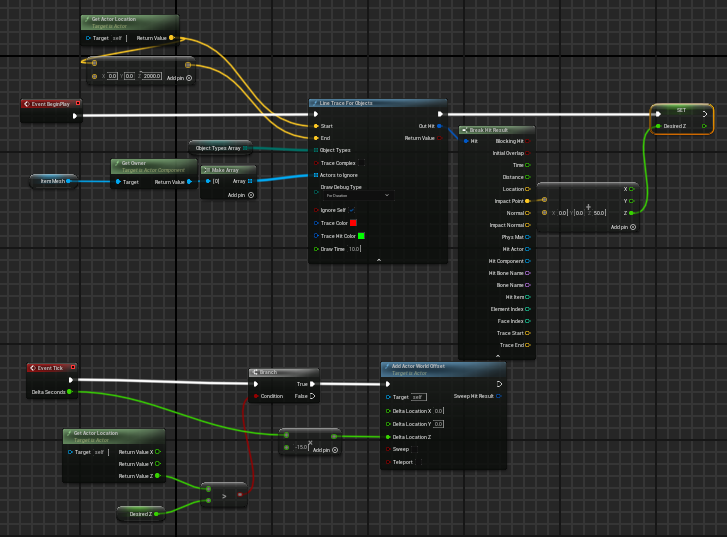 Get Actor Location
Target is Actor
Target self Return Value
X 0.0 Y 0.0 Z 2000.0
Add pin
Event BeginPlay
Line Trace For Objects
Start Out Hit
End Return Value
Object Types Array
Object Types
Trace Complex
Actors to Ignore
Draw Debug Type
For Duration
Ignore Self
Trace Color
Trace Hit Color
Draw Time 10.0
ItemMesh
Get Owner
Target is Actor Component
Target Return Value
Make Array
[0] Array
Add pin
Break Hit Result
Hit Blocking Hit
Initial Overlap
Time
Distance
Location
Impact Point
Normal
Impact Normal
Phys Mat
Hit Actor
Hit Component
Hit Bone Name
Bone Name
Hit Item
Element Index
Face Index
Trace Start
Trace End
X
Y
X 0.0 Y 0.0 Z 50.0 Z
+
Add pin
SET
Desired Z
Event Tick
Delta Seconds
Branch
True
Condition False
Add Actor World Offset
Target is Actor
Target self Sweep Hit Result
Delta Location X 0.0
Delta Location Y 0.0
Delta Location Z
Sweep
Teleport
-15.0
Add pin
Get Actor Location
Target is Actor
Target self Return Value X
Return Value Y
Return Value Z
>
Desired Z